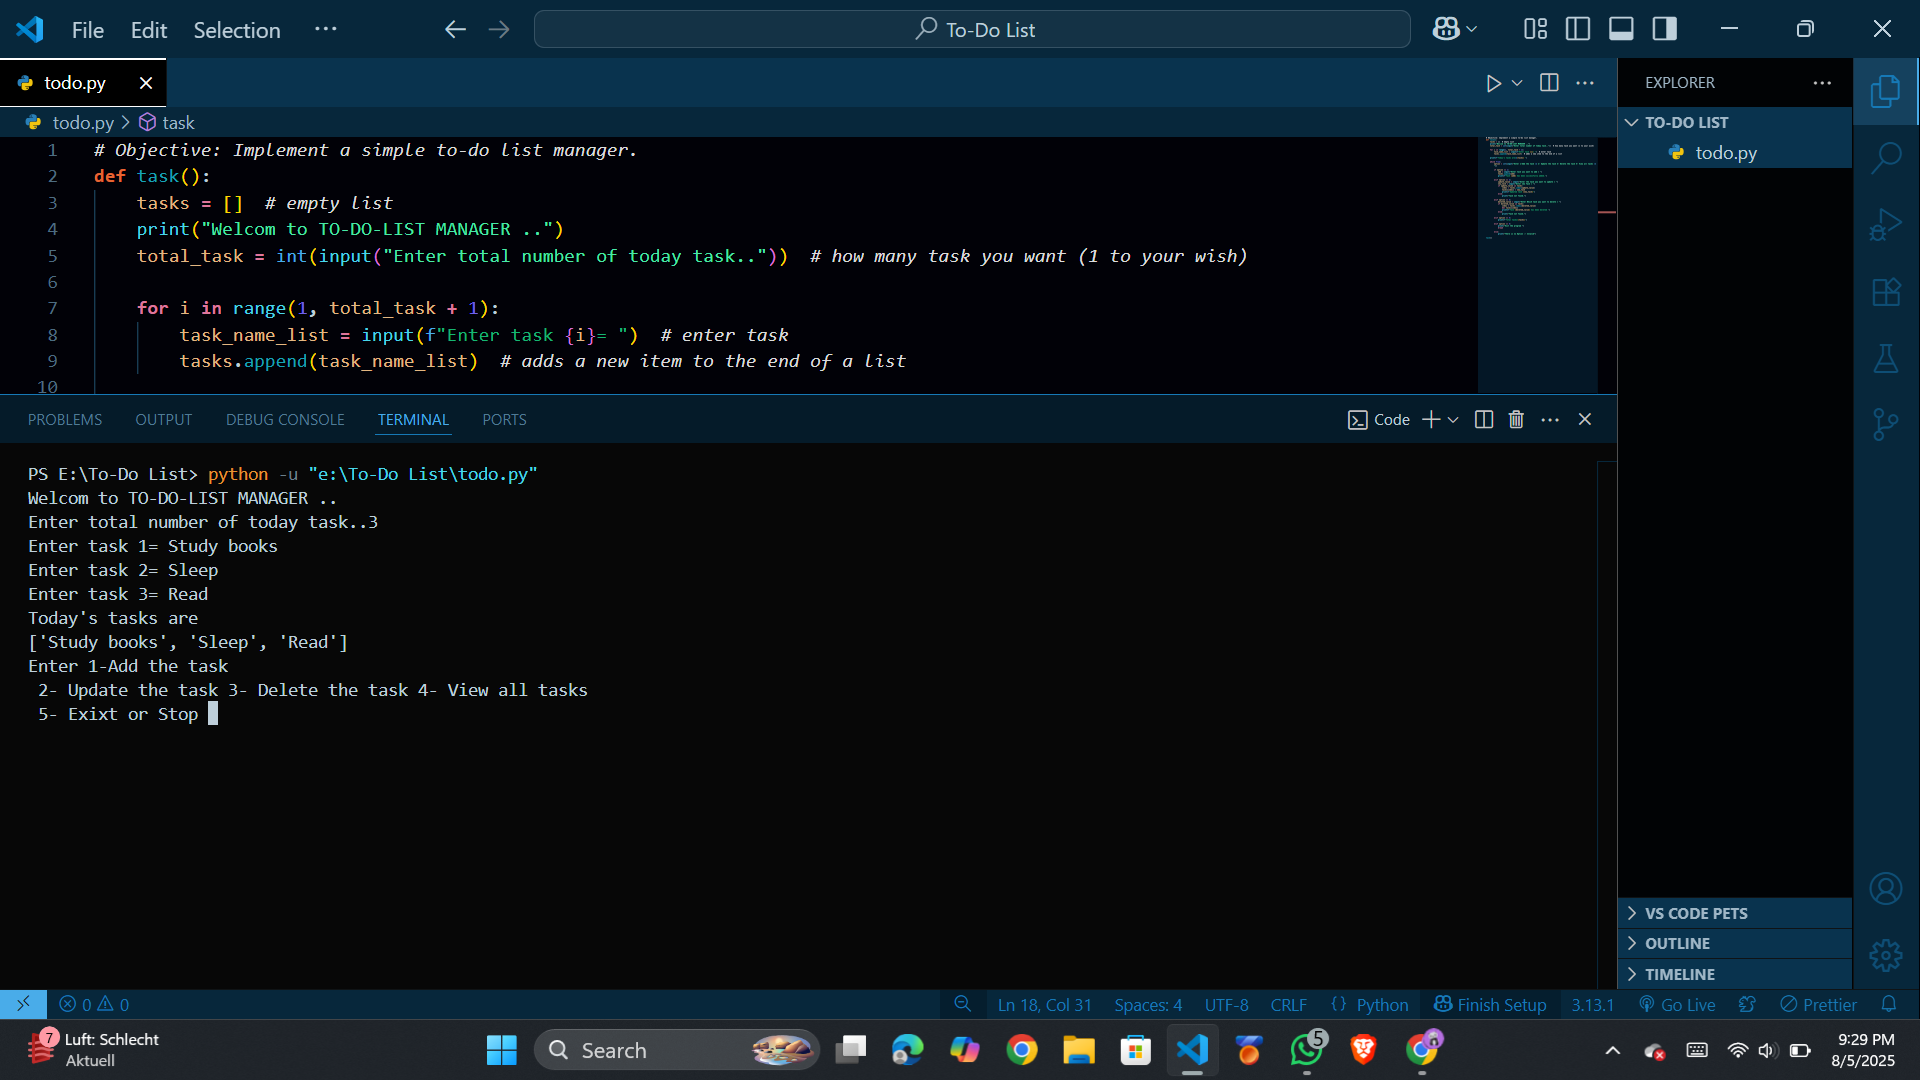 File Edit Selection ···
To-Do List
todo.py
EXPLORER
todo.py > task
TO-DO LIST
todo.py
1 # Objective: Implement a simple to-do list manager.
2 def task():
3 tasks = [] # empty list
4 print("Welcom to TO-DO-LIST MANAGER ..")
5 total_task = int(input("Enter total number of today task..")) # how many task you want (1 to your wish)
6
7 for i in range(1, total_task + 1):
8 task_name_list = input(f"Enter task {i}= ") # enter task
9 tasks.append(task_name_list) # adds a new item to the end of a list
10
PROBLEMS OUTPUT DEBUG CONSOLE TERMINAL PORTS
Code
PS E:\To-Do List> python -u "e:\To-Do List\todo.py"
Welcom to TO-DO-LIST MANAGER ..
Enter total number of today task..3
Enter task 1= Study books
Enter task 2= Sleep
Enter task 3= Read
Today's tasks are
['Study books', 'Sleep', 'Read']
Enter 1-Add the task
2- Update the task 3- Delete the task 4- View all tasks
5- Exixt or Stop
VS CODE PETS
OUTLINE
TIMELINE
0 0
Ln 18, Col 31 Spaces: 4 UTF-8 CRLF {} Python Finish Setup 3.13.1 Go Live Prettier
7
Luft: Schlecht
Aktuell
Search
5
9:29 PM
8/5/2025